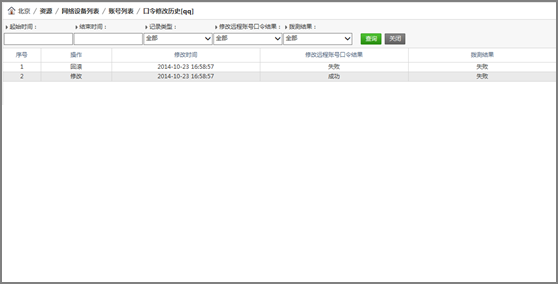 北京 / 资源 / 网络设备列表 / 账号列表 / 口令修改历史[qq]
起始时间： 结束时间： 记录类型： 修改远程账号口令结果： 拨测结果：
全部 全部 全部 查询 关闭
序号 操作 修改时间 修改远程账号口令结果 拨测结果
1 回滚 2014-10-23 16:58:57 失败 失败
2 修改 2014-10-23 16:58:57 成功 失败